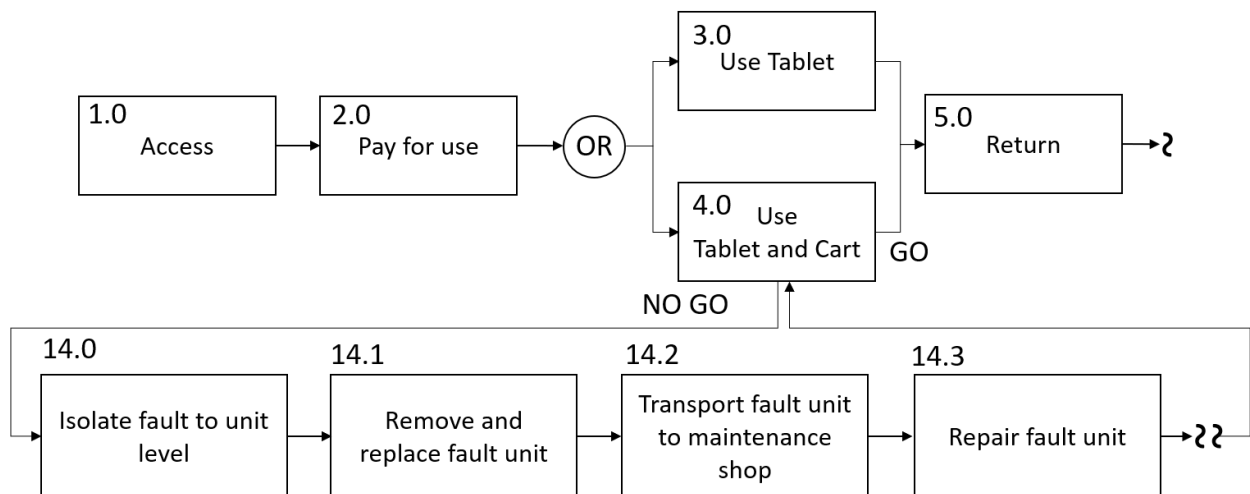 1.0
Access
2.0
Pay for use
OR
3.0
Use Tablet
4.0
Use
Tablet and Cart
GO
5.0
Return
NO GO
14.0
Isolate fault to unit
level
14.1
Remove and
replace fault unit
14.2
Transport fault unit
to maintenance
shop
14.3
Repair fault unit